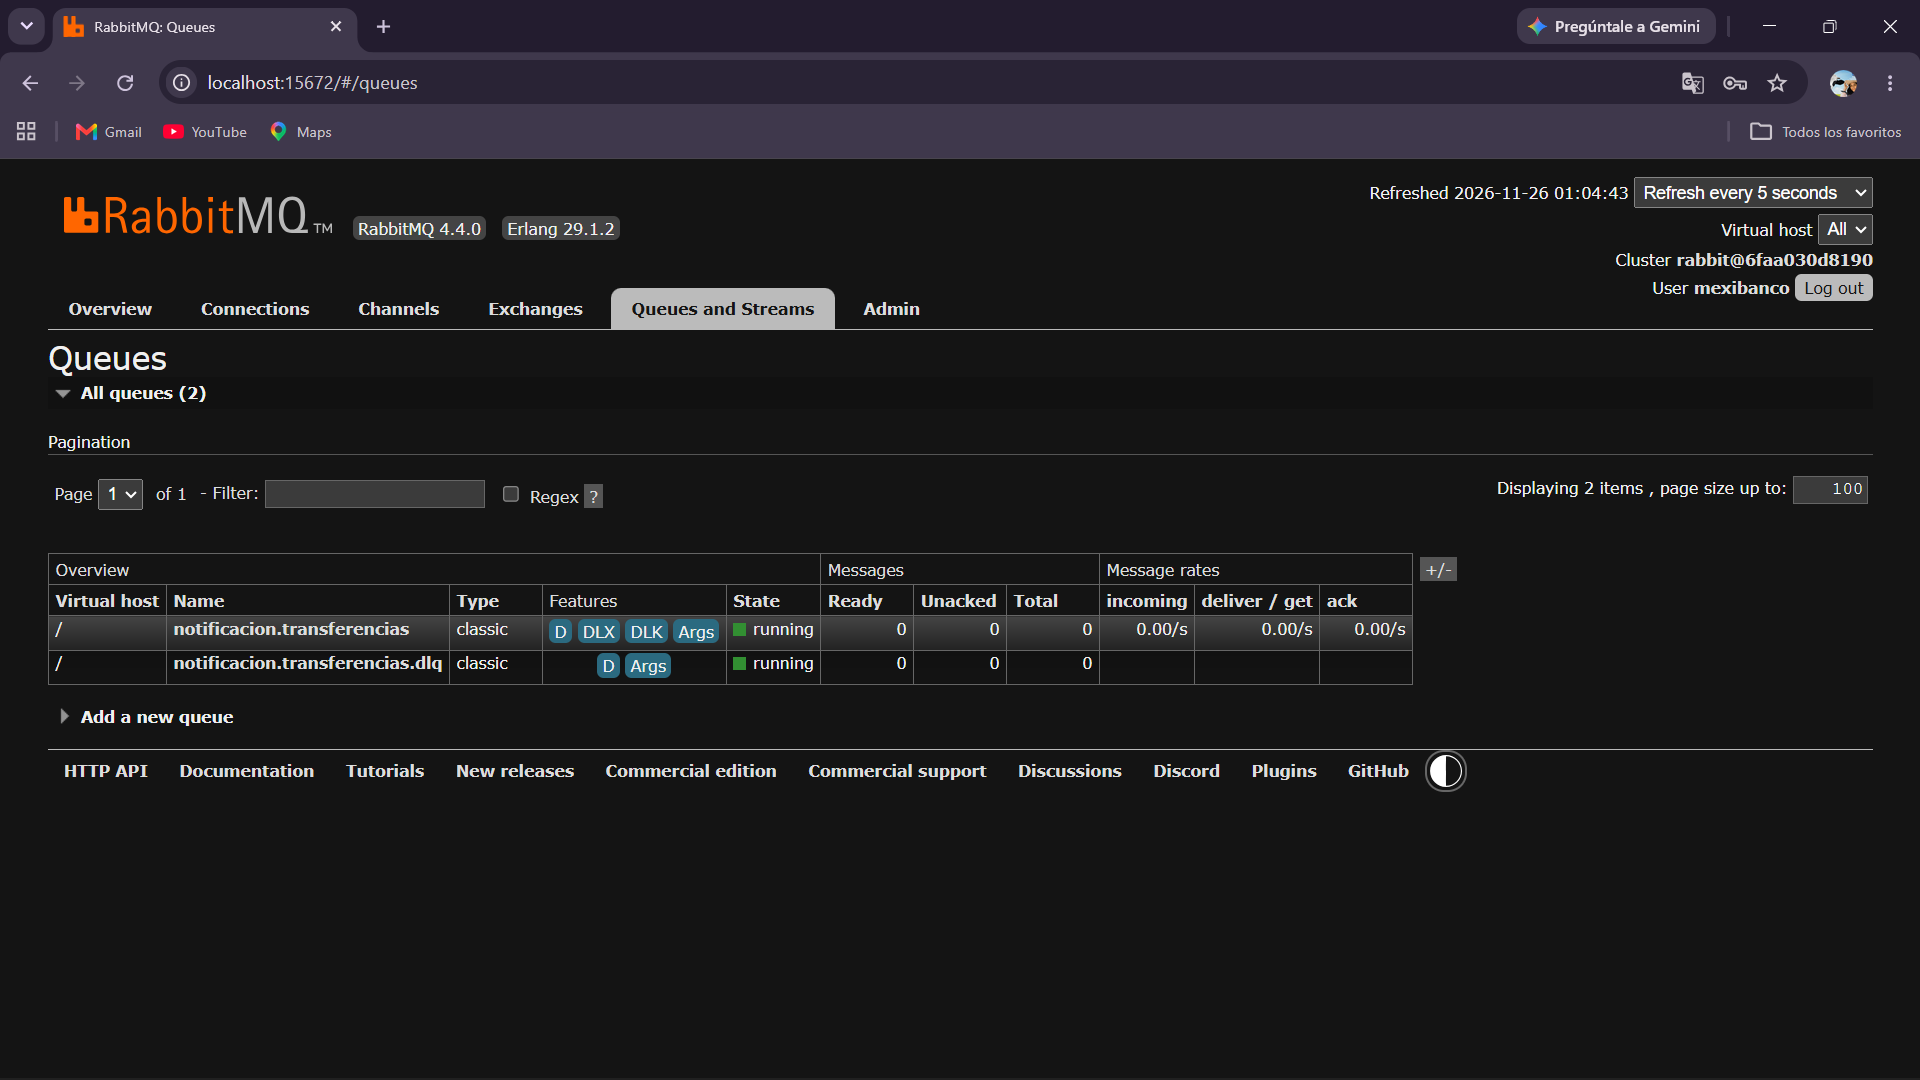 RabbitMQ: Queues
Pregúntale a Gemini
localhost:15672/#/queues
Gmail
YouTube
Maps
Todos los favoritos
RabbitMQ TM
RabbitMQ 4.4.0
Erlang 29.1.2
Refreshed 2026-11-26 01:04:43
Refresh every 5 seconds
Virtual host All
Cluster rabbit@6faa030d8190
User mexibanco Log out
Overview Connections Channels Exchanges Queues and Streams Admin
Queues
All queues (2)
Pagination
Page 1 of 1 - Filter: Regex ?
Displaying 2 items , page size up to: 100
Overview Messages Message rates +/-
Virtual host Name Type Features State Ready Unacked Total incoming deliver / get ack
/ notificacion.transferencias classic D DLX DLK Args running 0 0 0 0.00/s 0.00/s 0.00/s
/ notificacion.transferencias.dlq classic D Args running 0 0 0
Add a new queue
HTTP API Documentation Tutorials New releases Commercial edition Commercial support Discussions Discord Plugins GitHub